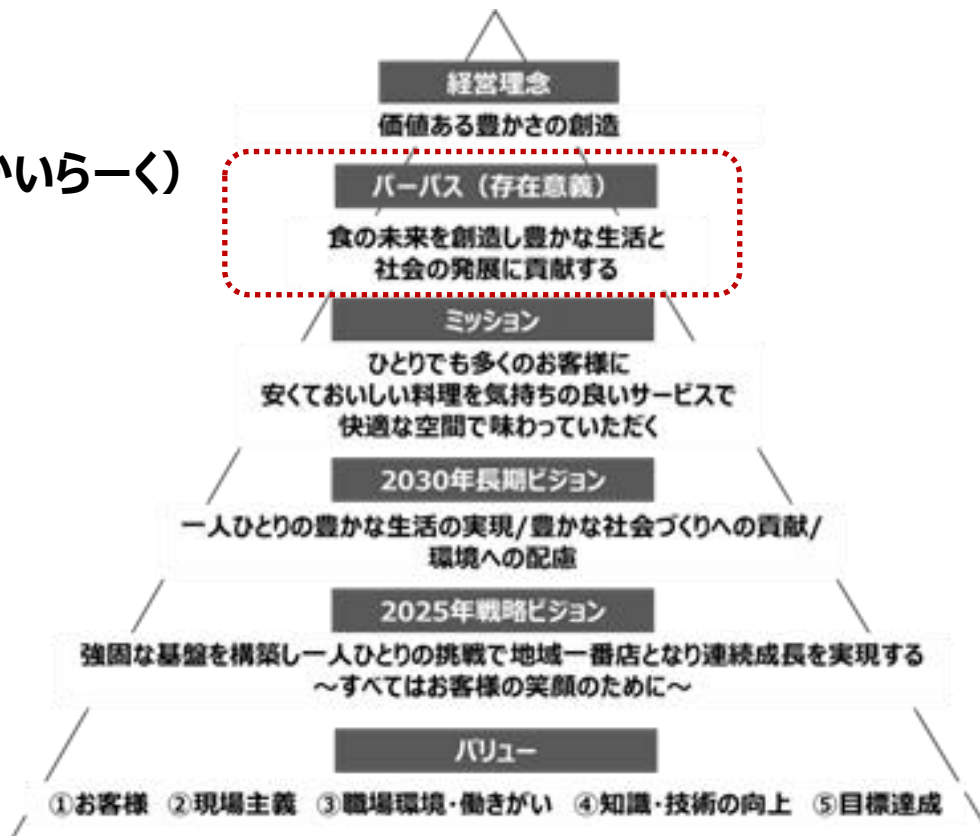 経営理念
価値ある豊かさの創造
いらーく）
パーパス（存在意義）
食の未来を創造し豊かな生活と
社会の発展に貢献する
ミッション
ひとりでも多くのお客様に
安くておいしい料理を気持ちの良いサービスで
快適な空間で味わっていただく
2030年長期ビジョン
一人ひとりの豊かな生活の実現/豊かな社会づくりへの貢献/
環境への配慮
2025年戦略ビジョン
強固な基盤を構築し一人ひとりの挑戦で地域一番店となり連続成長を実現する
～すべてはお客様の笑顔のために～
バリュー
①お客様 ②現場主義 ③職場環境・働きがい ④知識・技術の向上 ⑤目標達成